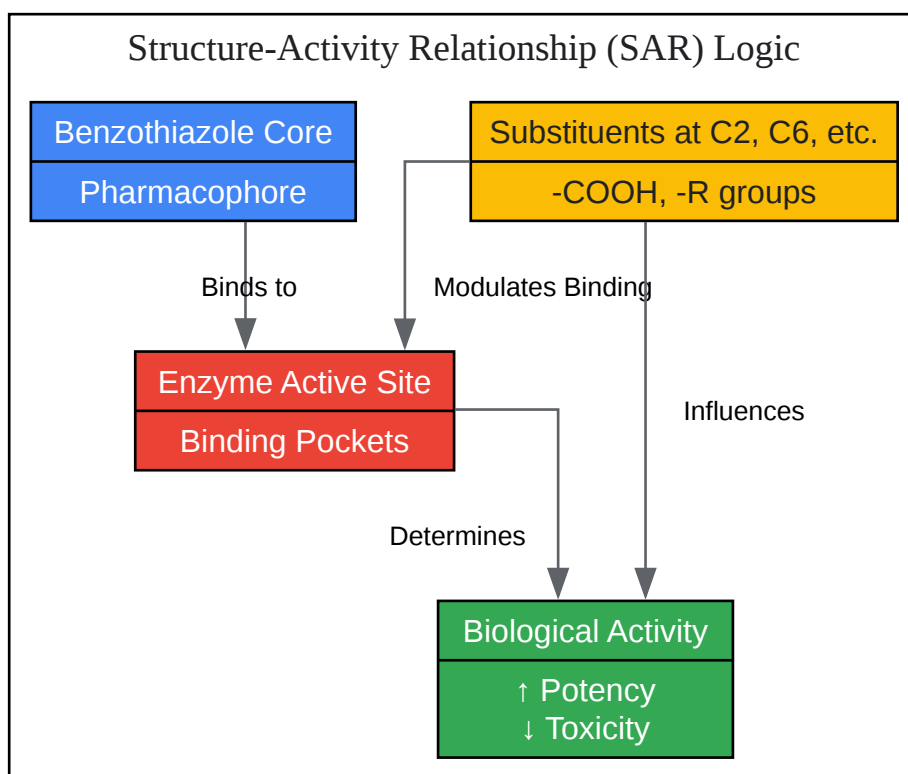 Structure-Activity Relationship (SAR) Logic
Benzothiazole Core
Pharmacophore
Substituents at C2, C6, etc.
-COOH, -R groups
Binds to
Modulates Binding
Enzyme Active Site
Binding Pockets
Influences
Determines
Biological Activity
↑ Potency
↓ Toxicity